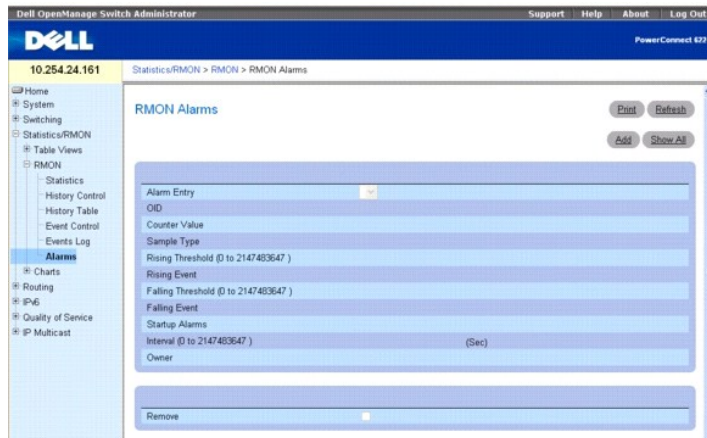 Dell OpenManage Switch Administrator
Support Help About Log Out
DELL
PowerConnect 622
10.254.24.161
Statistics/RMON > RMON > RMON Alarms
Home
System
Switching
Statistics/RMON
Table Views
RMON
Statistics
History Control
History Table
Event Control
Events Log
Alarms
Charts
Routing
IPv6
Quality of Service
IP Multicast
RMON Alarms
Print Refresh
Add Show All
Alarm Entry
OID
Counter Value
Sample Type
Rising Threshold (0 to 2147483647 )
Rising Event
Falling Threshold (0 to 2147483647 )
Falling Event
Startup Alarms
Interval (0 to 2147483647 ) (Sec)
Owner
Remove